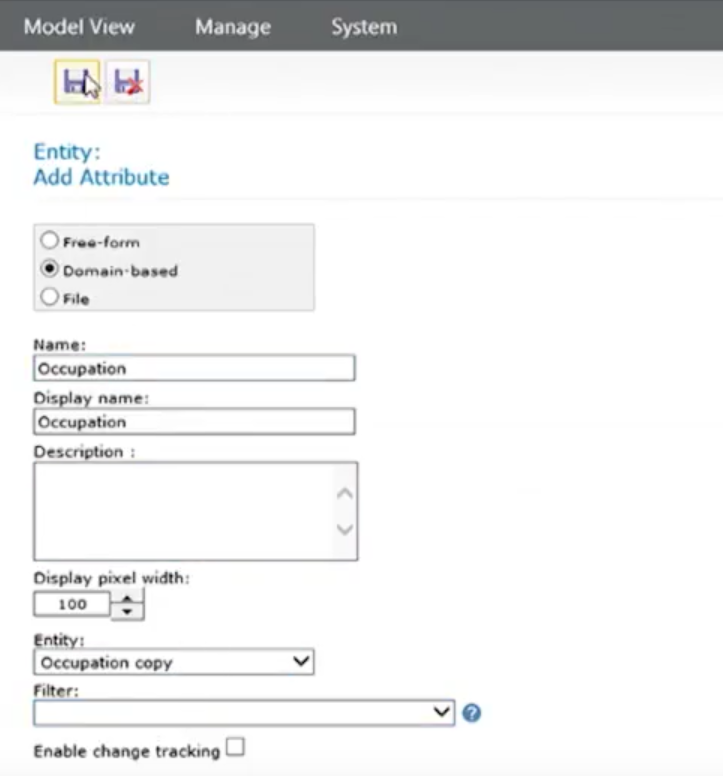 Model View Manage System
Entity:
Add Attribute
Free-form
Domain-based
File
Name:
Occupation
Display name:
Occupation
Description :
Display pixel width:
100
Entity:
Occupation copy
Filter:
?
Enable change tracking